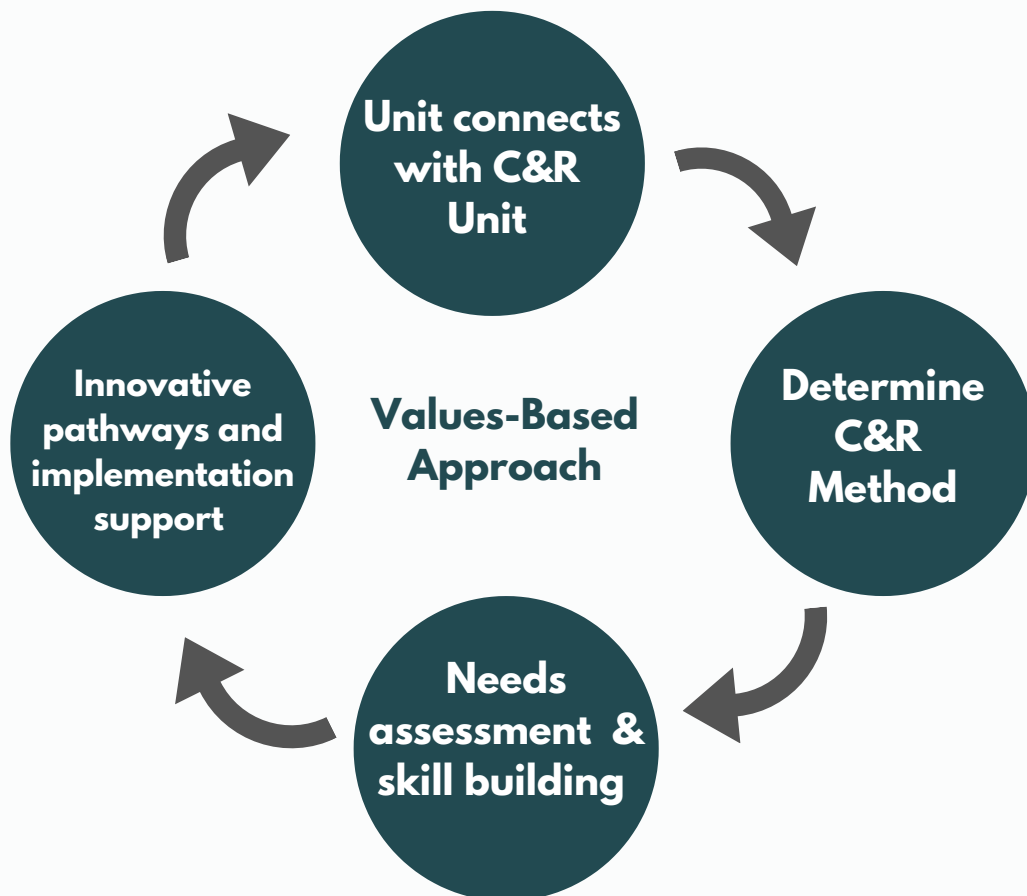 Unit connects
with C&R
Unit
Determine
C&R
Method
Needs
assessment & 
skill building
Innovative
pathways and
implementation
support
Values-Based
Approach